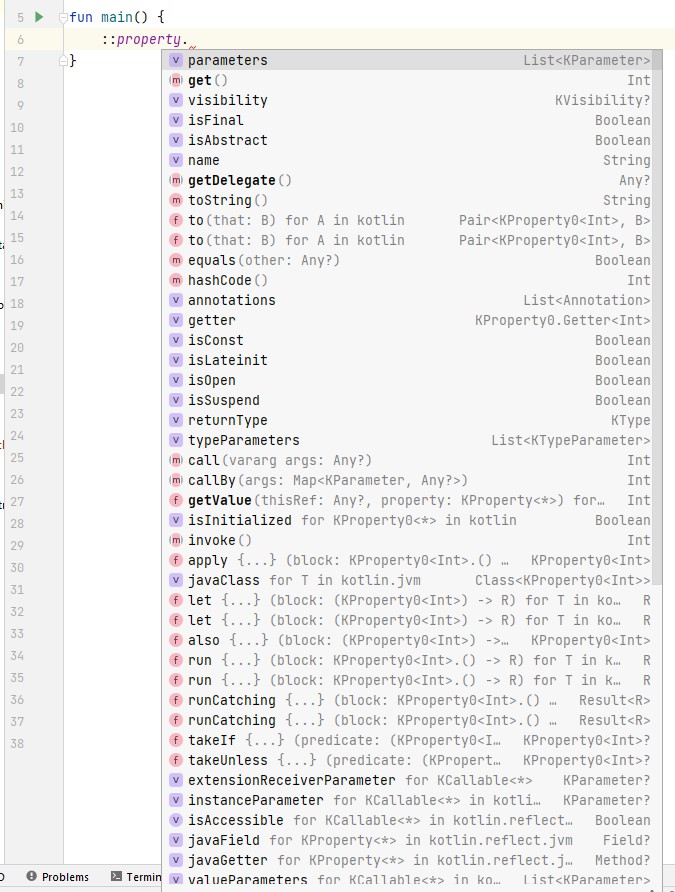 5 fun main() {
6 ::property.
7 }
8
9
10
11
12
13
14
15
16
17
18
19
20
21
22
23
24
25
26
27
28
29
30
31
32
33
34
35
36
37
38
v parameters List<KParameter>
m get() Int
v visibility KVisibility?
v isFinal Boolean
v isAbstract Boolean
v name String
m getDelegate() Any?
m toString() String
f to(that: B) for A in kotlin Pair<KProperty0<Int>, B>
f to(that: B) for A in kotlin Pair<KProperty0<Int>, B>
m equals(other: Any?) Boolean
m hashCode() Int
v annotations List<Annotation>
v getter KProperty0.Getter<Int>
v isConst Boolean
v isLateinit Boolean
v isOpen Boolean
v isSuspend Boolean
v returnType KType
v typeParameters List<KTypeParameter>
m call(vararg args: Any?) Int
m callBy(args: Map<KParameter, Any?>) Int
f getValue(thisRef: Any?, property: KProperty<*>) for… Int
v isInitialized for KProperty0<*> in kotlin Boolean
m invoke() Int
f apply {...} (block: KProperty0<Int>.() … KProperty0<Int>
v javaClass for T in kotlin.jvm Class<KProperty0<Int>>
f let {...} (block: (KProperty0<Int>) -> R) for T in ko… R
f let {...} (block: (KProperty0<Int>) -> R) for T in ko… R
f also {...} (block: (KProperty0<Int>) ->… KProperty0<Int>
f run {...} (block: KProperty0<Int>.() -> R) for T in k… R
f run {...} (block: KProperty0<Int>.() -> R) for T in k… R
f runCatching {...} (block: KProperty0<Int>.() … Result<R>
f runCatching {...} (block: KProperty0<Int>.() … Result<R>
f takeIf {...} (predicate: (KProperty0<I… KProperty0<Int>?
f takeUnless {...} (predicate: (KPropert… KProperty0<Int>?
v extensionReceiverParameter for KCallable<*> KParameter?
v instanceParameter for KCallable<*> in kotli… KParameter?
v isAccessible for KCallable<*> in kotlin.reflect… Boolean
v javaField for KProperty<*> in kotlin.reflect.jvm Field?
v javaGetter for KProperty<*> in kotlin.reflect.j… Method?
v valueParameters for KCallable<*> in ko… List<KParameter>
Problems Termin